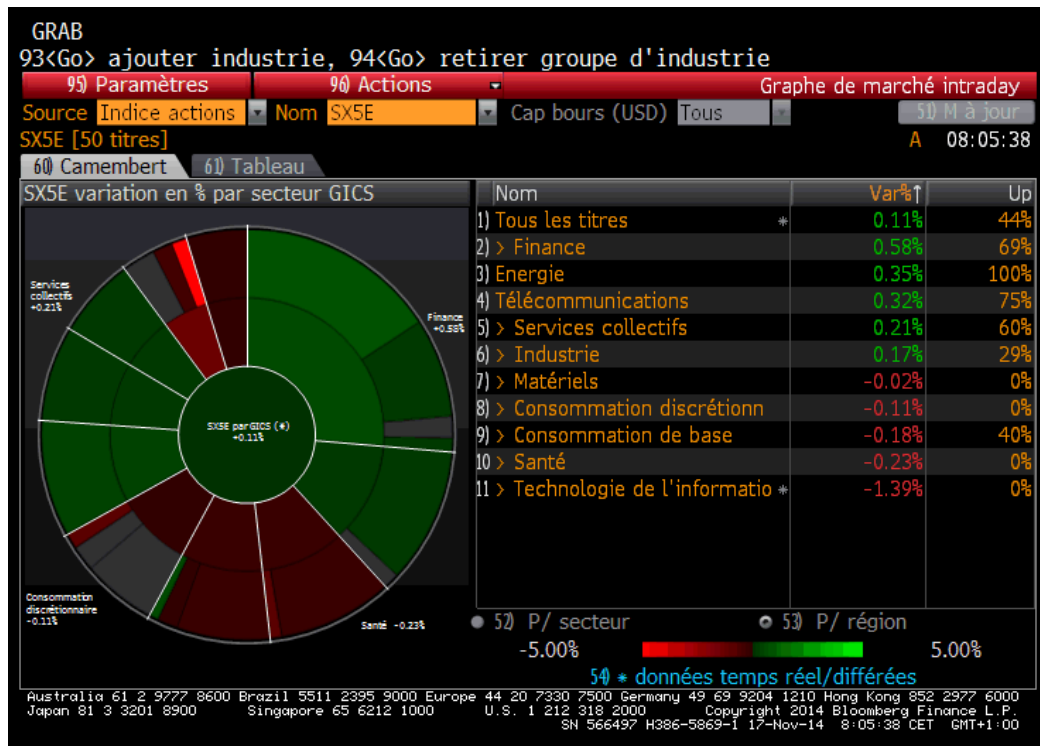 GRAB
93<Go> ajouter industrie, 94<Go> retirer groupe d'industrie
95) Paramètres 96) Actions Graphe de marché intraday
Source Indice actions Nom SX5E Cap bours (USD) Tous 51) M à jour
SX5E [50 titres] A 08:05:38
60) Camembert 61) Tableau
SX5E variation en % par secteur GICS Nom Var%↑ Up
1) Tous les titres * 0.11% 44%
2) > Finance 0.58% 69%
3) Energie 0.35% 100%
4) Télécommunications 0.32% 75%
5) > Services collectifs 0.21% 60%
6) > Industrie 0.17% 29%
7) > Matériels -0.02% 0%
8) > Consommation discrétionn -0.11% 0%
9) > Consommation de base -0.18% 40%
10 > Santé -0.23% 0%
11 > Technologie de l'informatio * -1.39% 0%
Services
collectifs
+0.21%
Finance
+0.58%
SX5E par GICS (*)
+0.11%
Consommation
discrétionnaire
-0.11%
Santé -0.23%
52) P/ secteur 53) P/ région
-5.00% 5.00%
54) * données temps réel/différées
Australia 61 2 9777 8600 Brazil 5511 2395 9000 Europe 44 20 7330 7500 Germany 49 69 9204 1210 Hong Kong 852 2977 6000
Japan 81 3 3201 8900 Singapore 65 6212 1000 U.S. 1 212 318 2000 Copyright 2014 Bloomberg Finance L.P.
SN 566497 H386-5869-1 17-Nov-14 8:05:38 CET GMT+1:00